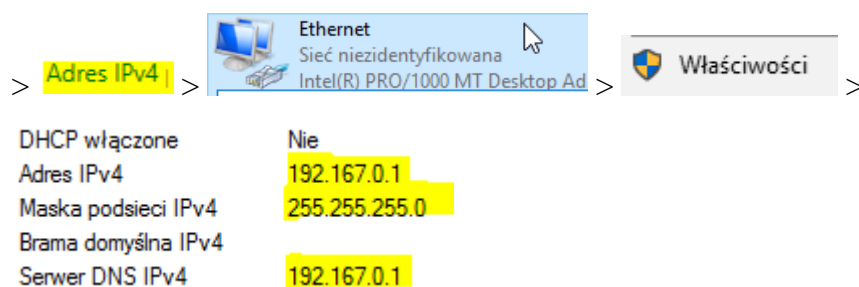 Ethernet
Sieć niezidentyfikowana
> Adres IPv4 > Intel(R) PRO/1000 MT Desktop Ad > Właściwości >
DHCP włączone Nie
Adres IPv4 192.167.0.1
Maska podsieci IPv4 255.255.255.0
Brama domyślna IPv4
Serwer DNS IPv4 192.167.0.1